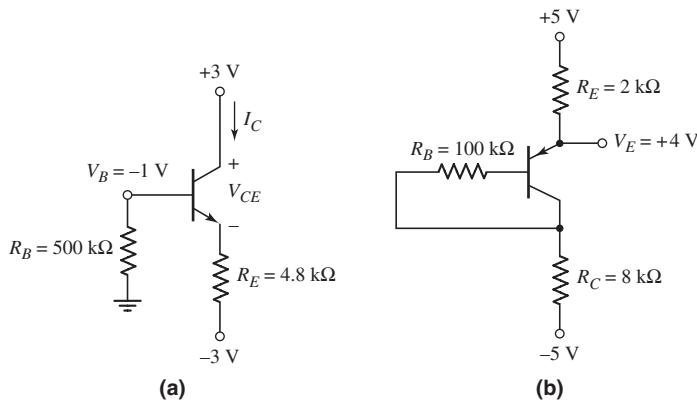 +3 V
I_C
V_B = –1 V
+
V_CE
–
R_B = 500 kΩ
R_E = 4.8 kΩ
–3 V
(a)
+5 V
R_E = 2 kΩ
V_E = +4 V
R_B = 100 kΩ
R_C = 8 kΩ
–5 V
(b)